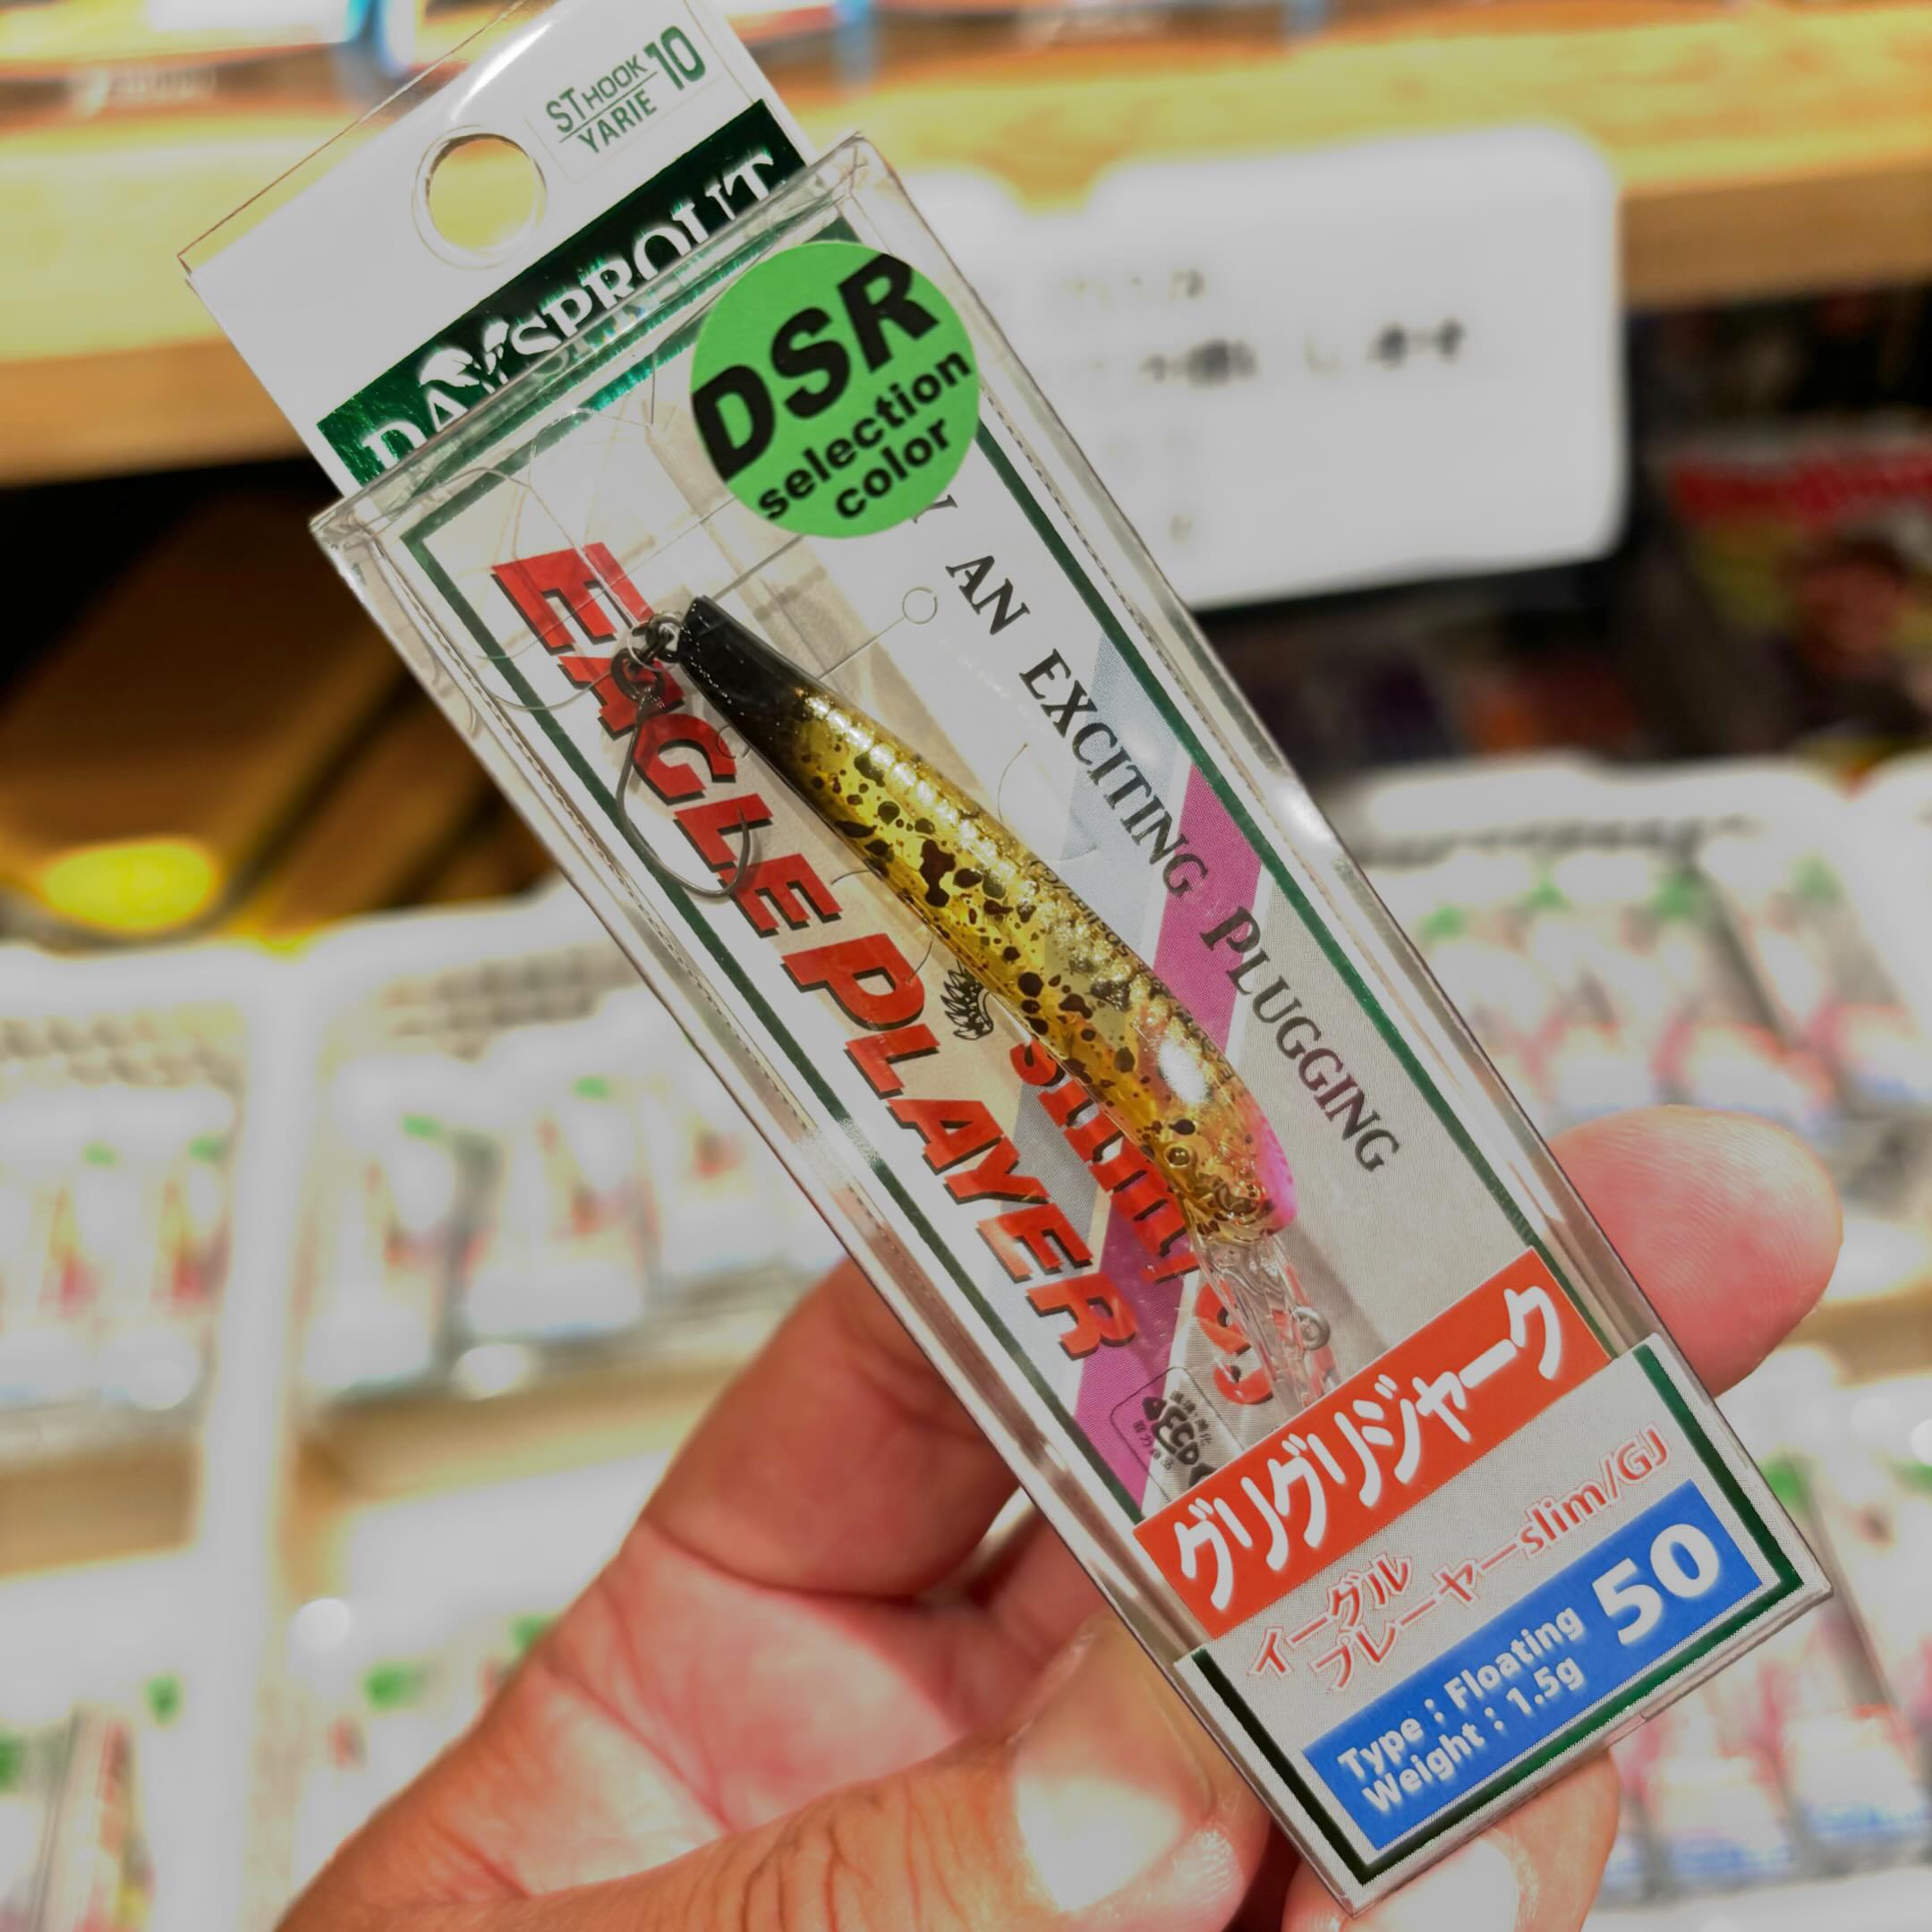 ST HOOK 10
YARIE
DAYSPROUT
DSR
selection
color
AN EXCITING PLUGGING
EAGLE PLAYER
slim
グリグリジャーク
イーグル
プレーヤーslim/GJ
Type : Floating
Weight : 1.5g
50